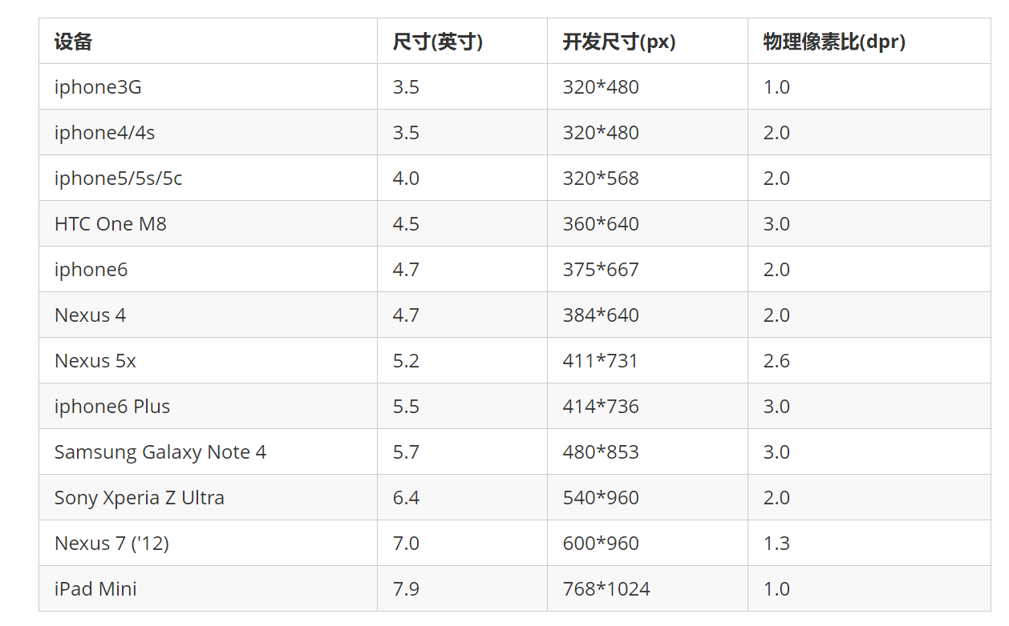 设备 尺寸(英寸) 开发尺寸(px) 物理像素比(dpr)
iphone3G 3.5 320*480 1.0
iphone4/4s 3.5 320*480 2.0
iphone5/5s/5c 4.0 320*568 2.0
HTC One M8 4.5 360*640 3.0
iphone6 4.7 375*667 2.0
Nexus 4 4.7 384*640 2.0
Nexus 5x 5.2 411*731 2.6
iphone6 Plus 5.5 414*736 3.0
Samsung Galaxy Note 4 5.7 480*853 3.0
Sony Xperia Z Ultra 6.4 540*960 2.0
Nexus 7 ('12) 7.0 600*960 1.3
iPad Mini 7.9 768*1024 1.0